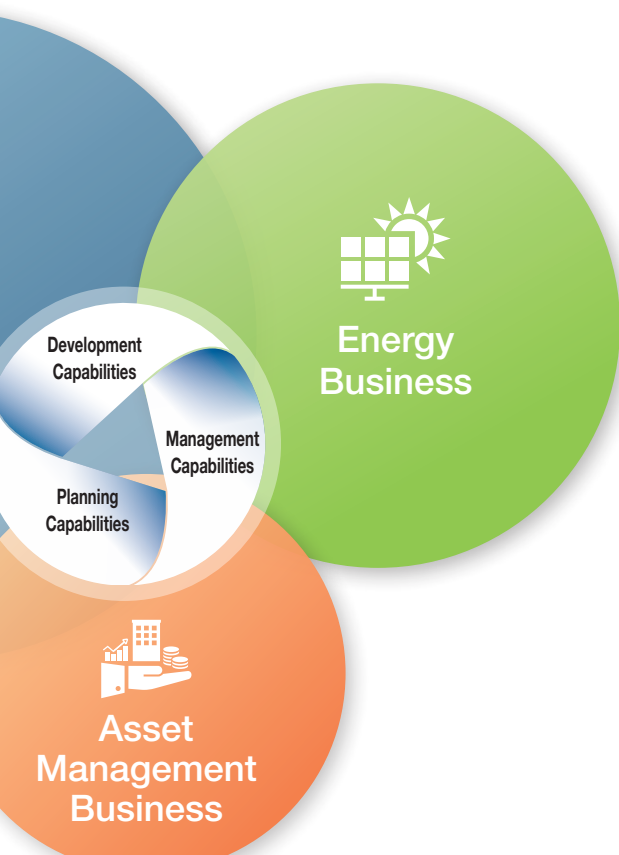 Energy
Business
Development
Capabilities
Management
Capabilities
Planning
Capabilities
Asset
Management
Business